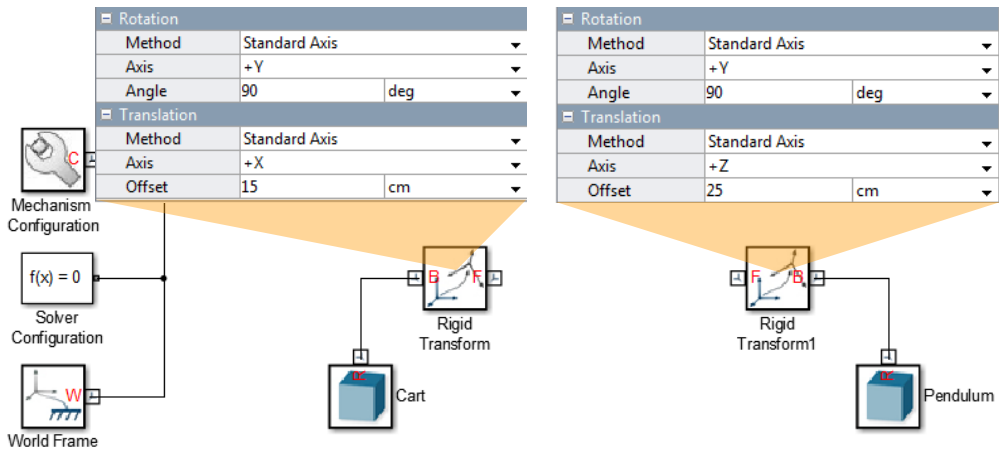 Rotation
Method Standard Axis
Axis +Y
Angle 90 deg
Translation
Method Standard Axis
Axis +X
Offset 15 cm
Rotation
Method Standard Axis
Axis +Y
Angle 90 deg
Translation
Method Standard Axis
Axis +Z
Offset 25 cm
C
Mechanism
Configuration
f(x) = 0
Solver
Configuration
W
World Frame
B F
Rigid
Transform
R
Cart
F B
Rigid
Transform1
R
Pendulum